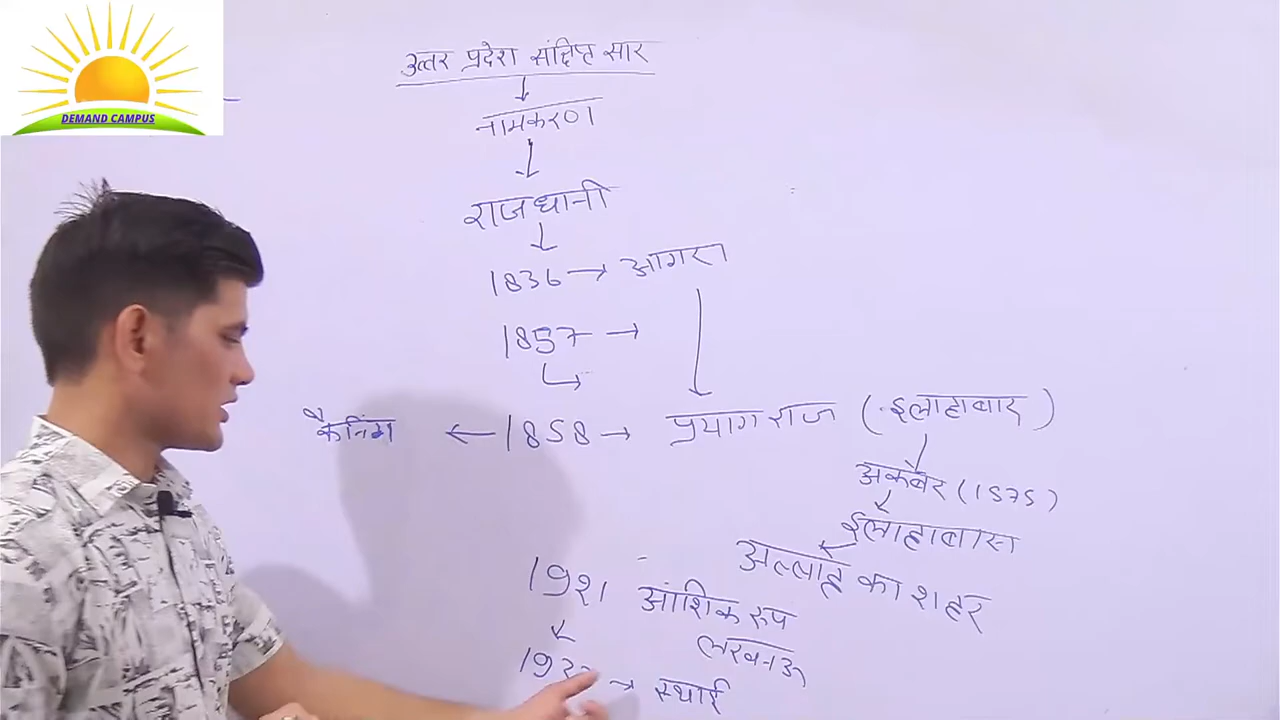 DEMAND CAMPUS
उत्तर प्रदेश संक्षिप्त सार
नामकरण
राजधानी
1836 → आगरा
1857 →
कैनिंग ← 1858 → प्रयागराज (इलाहाबाद)
अकबर (1575)
इलाहाबास
अल्लाह का शहर
1921 आंशिक रूप
लखनऊ
→ स्थाई